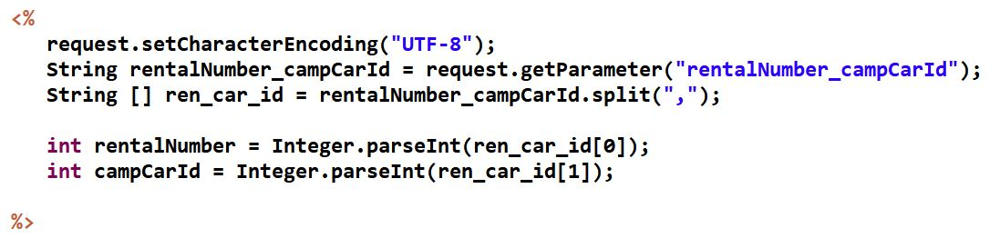 <%
request.setCharacterEncoding("UTF-8");
String rentalNumber_campCarId = request.getParameter("rentalNumber_campCarId");
String [] ren_car_id = rentalNumber_campCarId.split(",");
int rentalNumber = Integer.parseInt(ren_car_id[0]);
int campCarId = Integer.parseInt(ren_car_id[1]);
%>